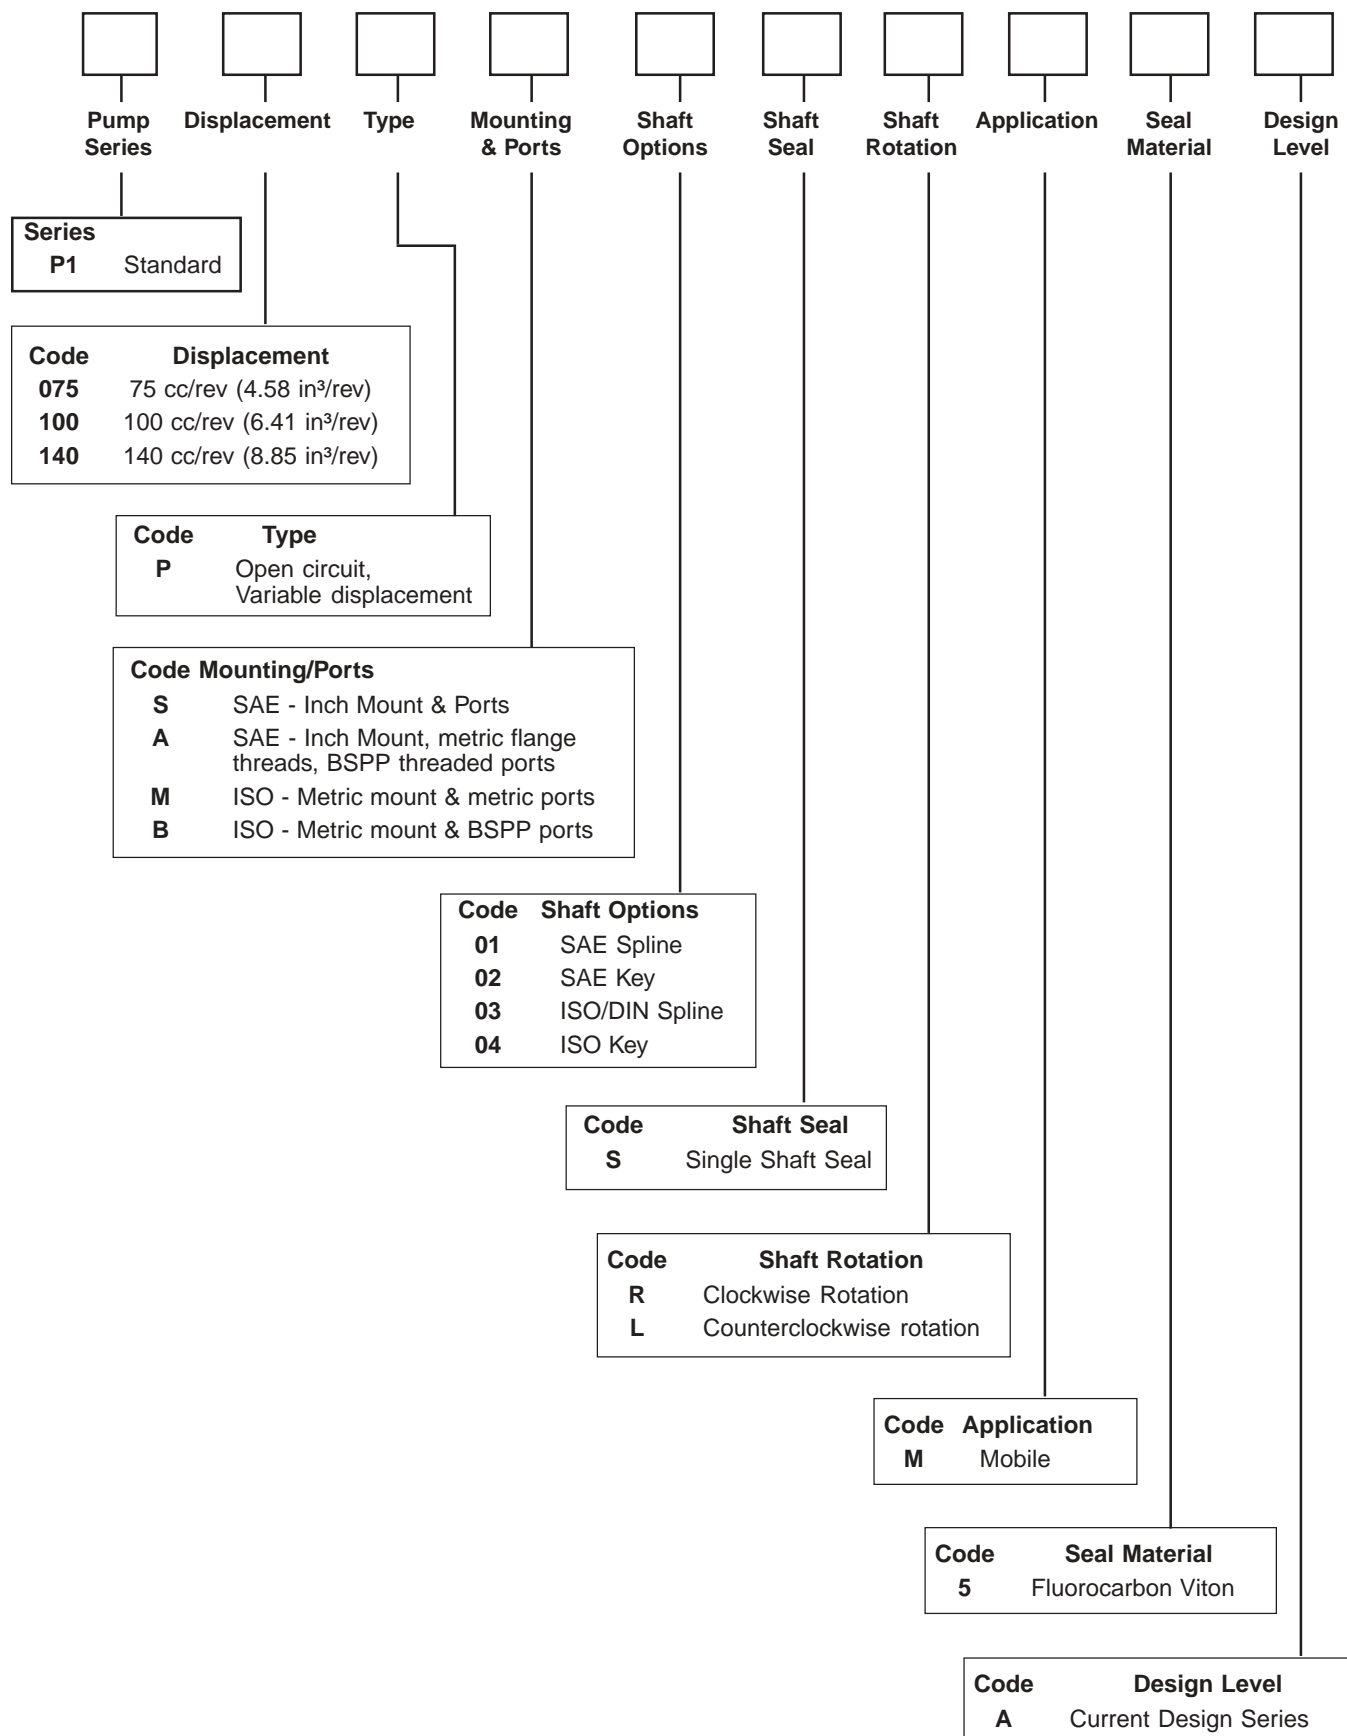 Pump Series
Displacement
Type
Mounting & Ports
Shaft Options
Shaft Seal
Shaft Rotation
Application
Seal Material
Design Level
Series
P1 Standard
Code Displacement
075 75 cc/rev (4.58 in³/rev)
100 100 cc/rev (6.41 in³/rev)
140 140 cc/rev (8.85 in³/rev)
Code Type
P Open circuit,
Variable displacement
Code Mounting/Ports
S SAE - Inch Mount & Ports
A SAE - Inch Mount, metric flange
threads, BSPP threaded ports
M ISO - Metric mount & metric ports
B ISO - Metric mount & BSPP ports
Code Shaft Options
01 SAE Spline
02 SAE Key
03 ISO/DIN Spline
04 ISO Key
Code Shaft Seal
S Single Shaft Seal
Code Shaft Rotation
R Clockwise Rotation
L Counterclockwise rotation
Code Application
M Mobile
Code Seal Material
5 Fluorocarbon Viton
Code Design Level
A Current Design Series